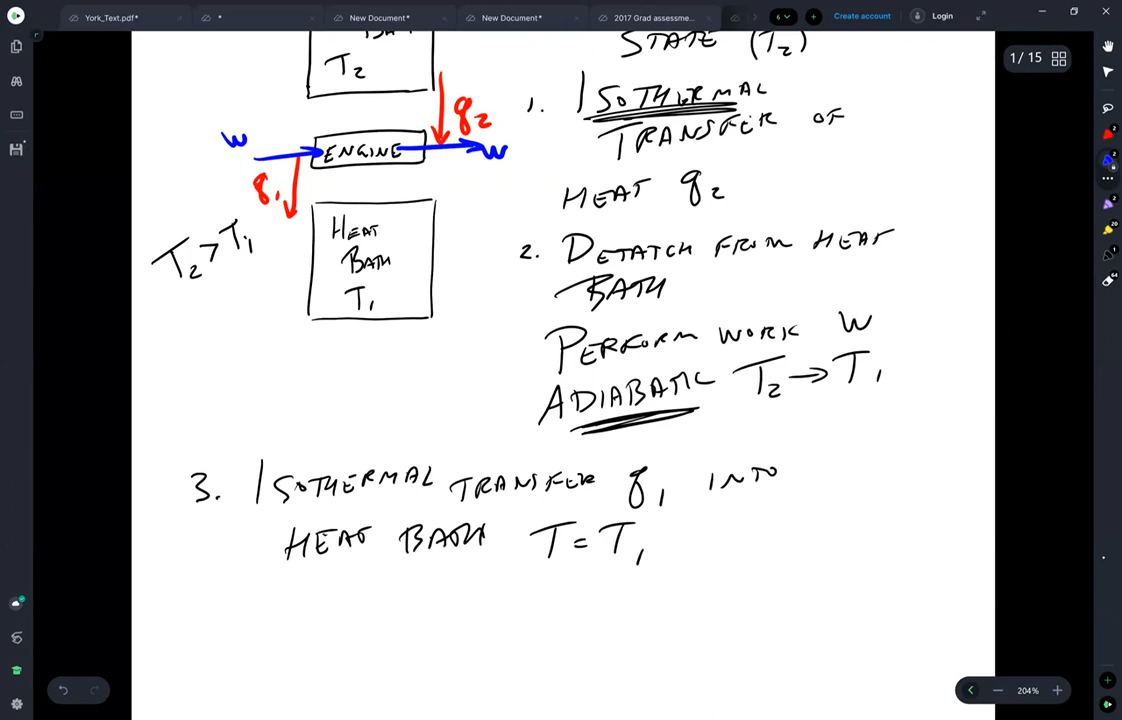 York_Text.pdf*
*
New Document*
New Document*
2017 Grad assessme...
6
Create account
Login
1 / 15
BATH
T2
STATE (T2)
1. ISOTHERMAL
TRANSFER OF
HEAT q2
q2
W
ENGINE
W
q1
T2 > T1
HEAT
BATH
T1
2. DETATCH FROM HEAT
BATH
PERFORM WORK W
ADIABATIC T2 → T1
3. ISOTHERMAL TRANSFER q1 INTO
HEAT BATH T = T1
204%